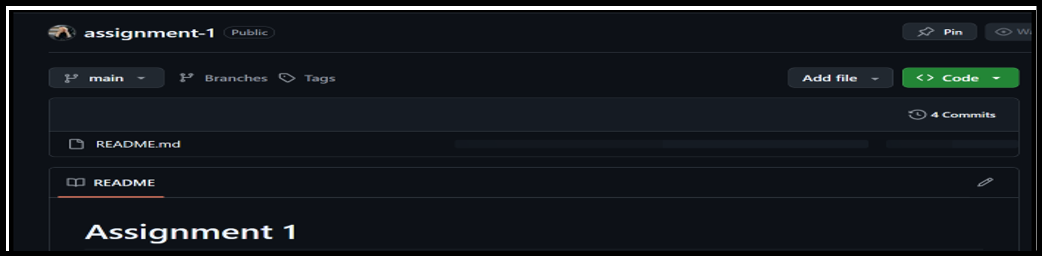 assignment-1 Public Pin
main Branches Tags Add file <> Code
4 Commits
README.md
README
Assignment 1